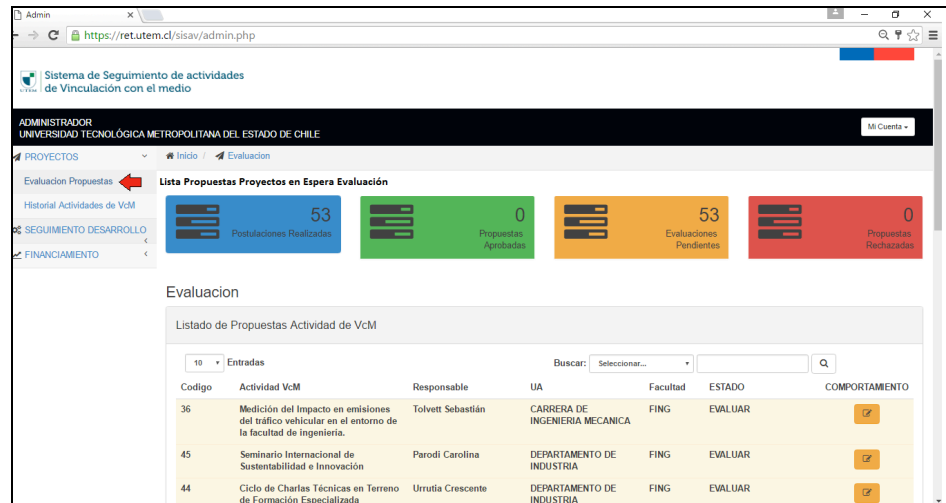 Admin
https://ret.utem.cl/sisav/admin.php
UTEM
Sistema de Seguimiento de actividades
de Vinculación con el medio
ADMINISTRADOR
UNIVERSIDAD TECNOLÓGICA METROPOLITANA DEL ESTADO DE CHILE
Mi Cuenta
PROYECTOS
Inicio / Evaluacion
Evaluacion Propuestas
Lista Propuestas Proyectos en Espera Evaluación
Historial Actividades de VcM
SEGUIMIENTO DESARROLLO
FINANCIAMIENTO
53
Postulaciones Realizadas
0
Propuestas
Aprobadas
53
Evaluaciones
Pendientes
0
Propuestas
Rechazadas
Evaluacion
Listado de Propuestas Actividad de VcM
10 Entradas Buscar: Seleccionar...
Codigo Actividad VcM Responsable UA Facultad ESTADO COMPORTAMIENTO
36 Medición del Impacto en emisiones Tolvett Sebastián CARRERA DE FING EVALUAR
del tráfico vehicular en el entorno de INGENIERIA MECANICA
la facultad de ingeniería.
45 Seminario Internacional de Parodi Carolina DEPARTAMENTO DE FING EVALUAR
Sustentabilidad e Innovación INDUSTRIA
44 Ciclo de Charlas Técnicas en Terreno Urrutia Crescente DEPARTAMENTO DE FING EVALUAR
de Formación Especializada INDUSTRIA